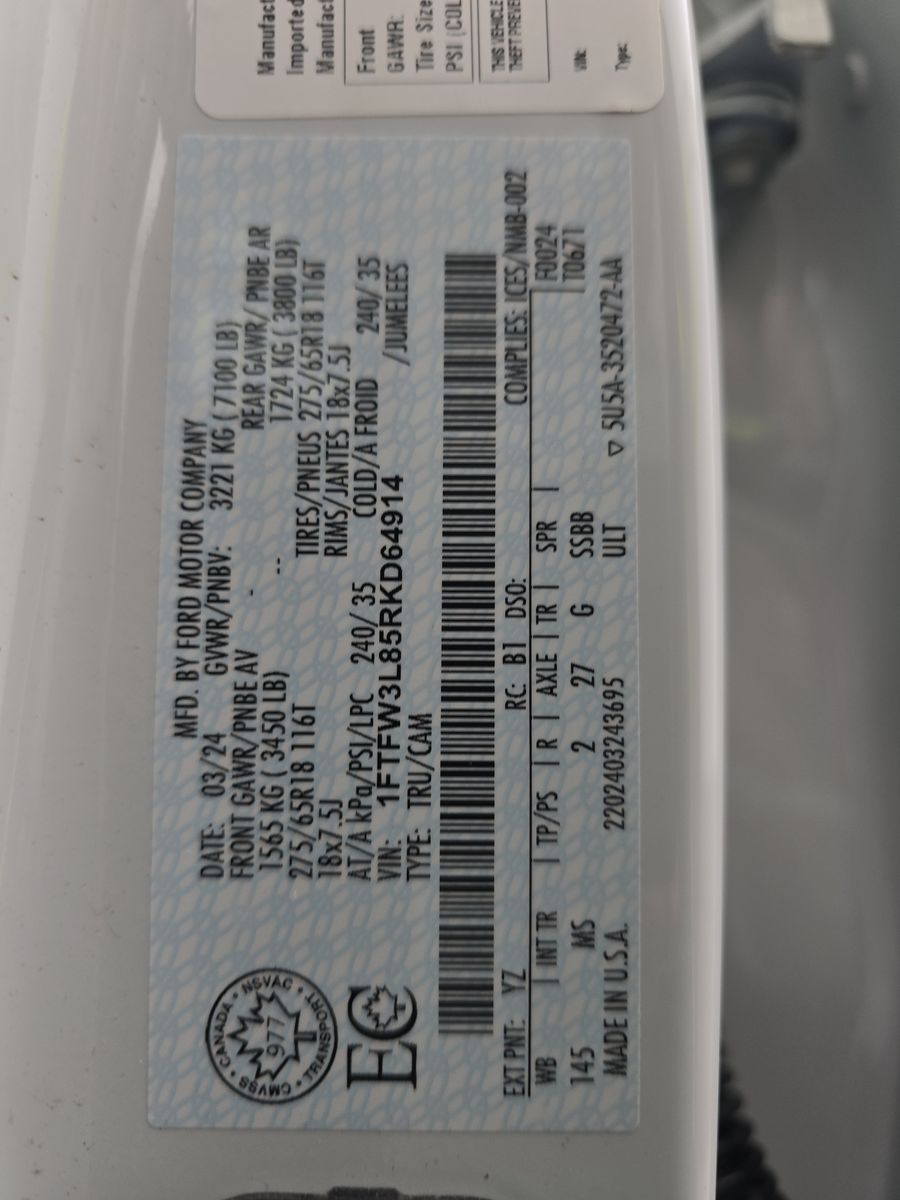 MFD. BY FORD MOTOR COMPANY
DATE: 03/24 GVWR/PNBV: 3221 KG ( 7100 LB)
FRONT GAWR/PNBE AV - REAR GAWR/ PNBE AR
1565 KG ( 3450 LB) -- 1724 KG ( 3800 LB)
275/65R18 116T TIRES/PNEUS 275/65R18 116T
18x7.5J RIMS/JANTES 18x7.5J
AT/A kPa/PSI/LPC 240/ 35 COLD/A FROID 240/ 35
VIN: 1FTFW3L85RKD64914 /JUMELEES
TYPE: TRU/CAM
CANADA • NSVAC • TRANSPORT • CMVSS •
977
EC
COMPLIES: ICES/NMB-002
EXT PNT: YZ RC: B1 DSO: F0024
WB | INT TR | TP/PS | R | AXLE | TR | SPR | T0671
145 MS 2 27 G SSBB
MADE IN U.S.A. 2202403243695 ULT ▽ 5U5A-3520472-AA
Manufact
Imported
Manufact
Front
GAWR:
Tire Size
PSI (COL
THIS VEHICLE
THEFT PREVE
VIN:
Type: